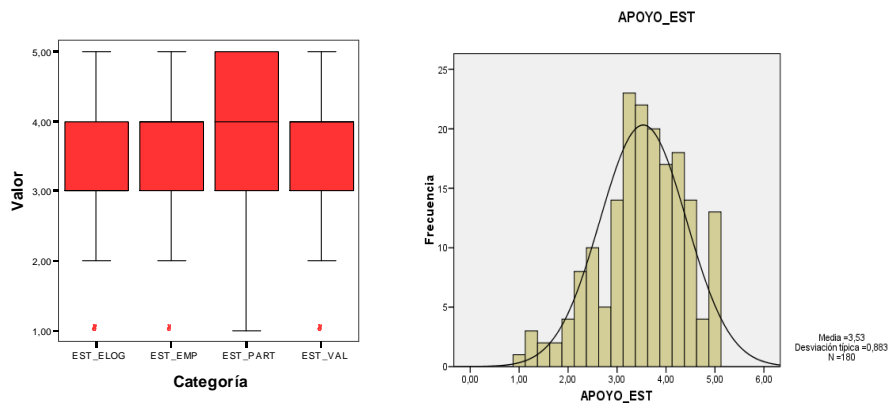 5,00
4,00
3,00
2,00
1,00
Valor
EST_ELOG EST_EMP EST_PART EST_VAL
Categoría
APOYO_EST
25
20
15
10
5
0
Frecuencia
0,00 1,00 2,00 3,00 4,00 5,00 6,00
APOYO_EST
Media =3,53
Desviación típica =0,883
N =180